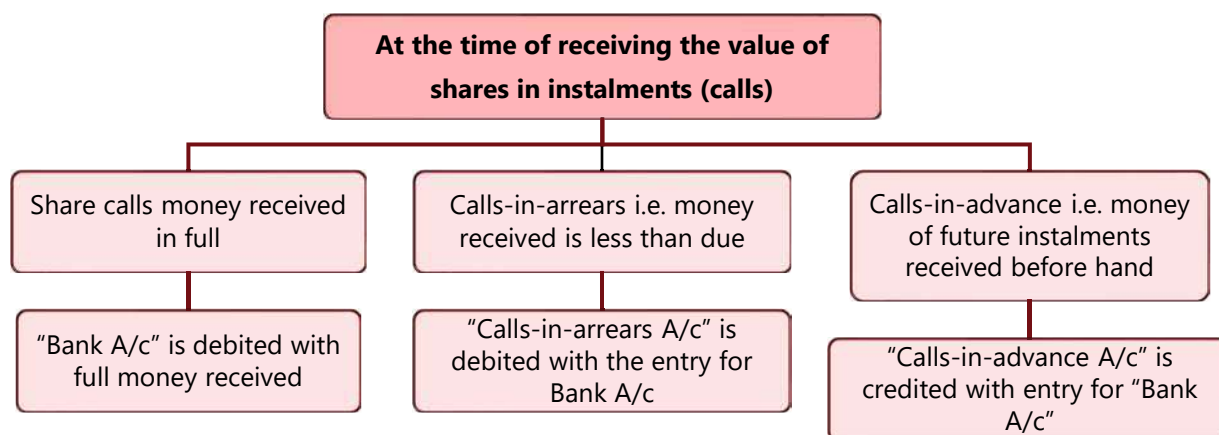 At the time of receiving the value of
shares in instalments (calls)
Share calls money received
in full
Calls-in-arrears i.e. money
received is less than due
Calls-in-advance i.e. money
of future instalments
received before hand
“Bank A/c” is debited with
full money received
“Calls-in-arrears A/c” is
debited with the entry for
Bank A/c
“Calls-in-advance A/c” is
credited with entry for “Bank
A/c”